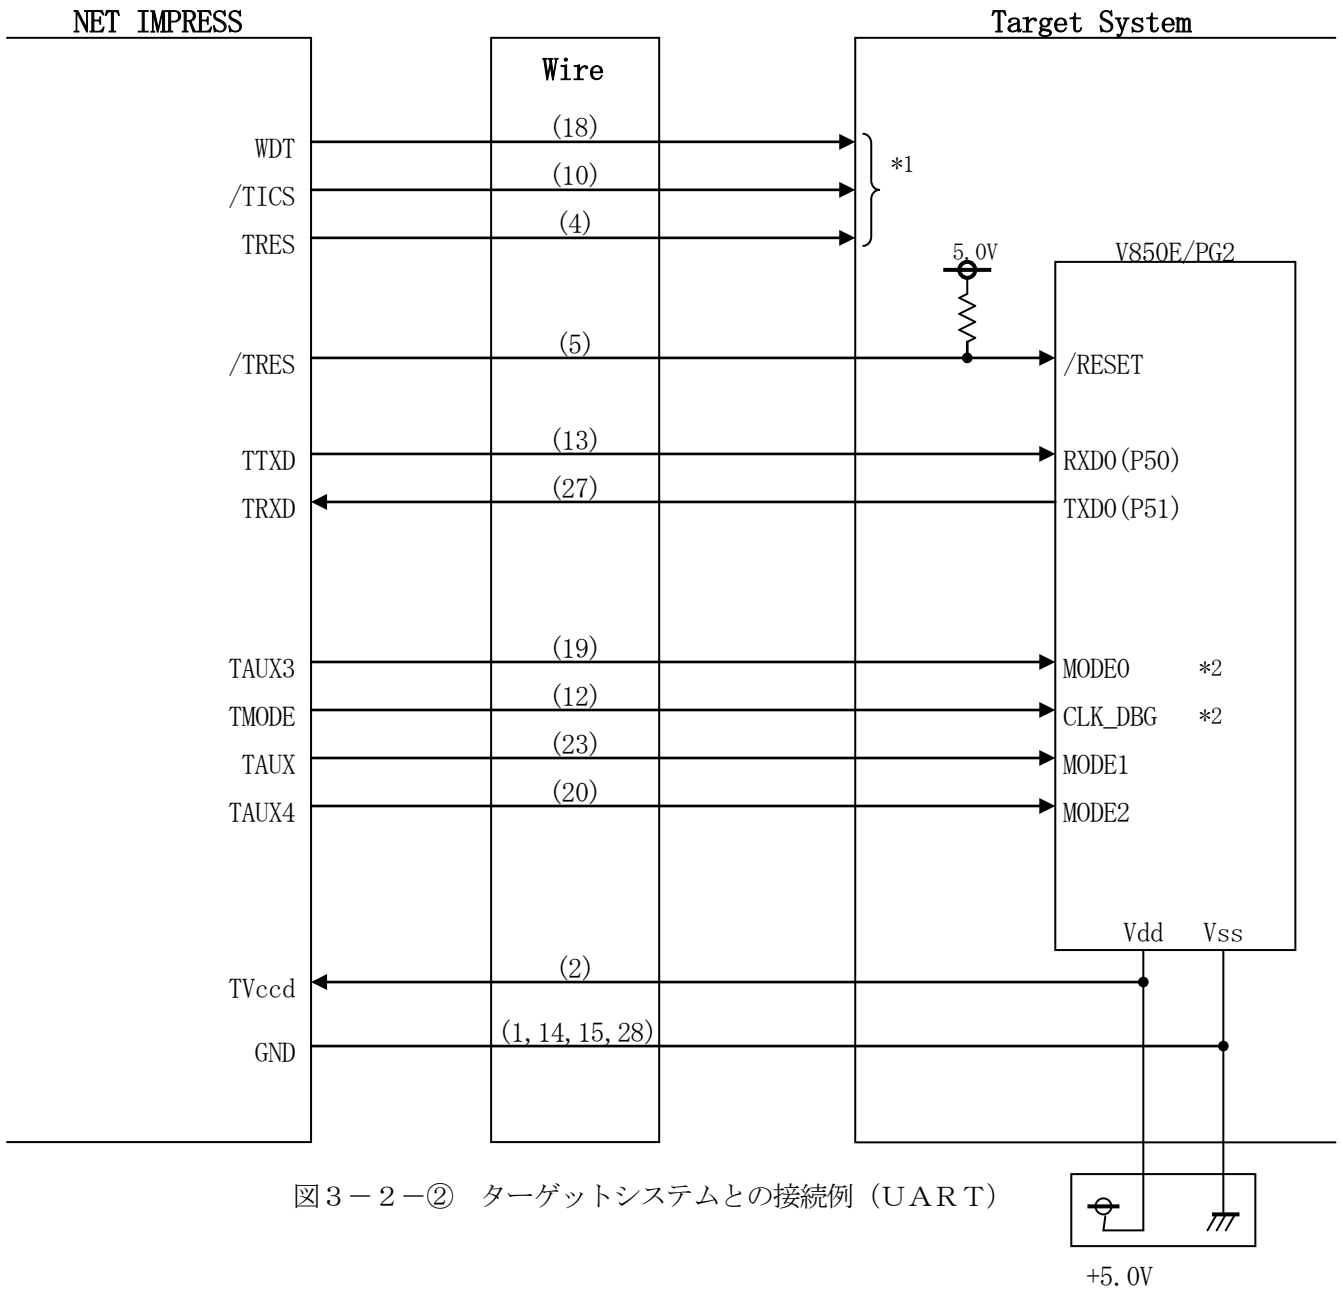 NET IMPRESS
Target System
Wire
WDT
(18)
*1
/TICS
(10)
TRES
(4)
5.0V
V850E/PG2
/TRES
(5)
/RESET
TTXD
(13)
RXD0(P50)
TRXD
(27)
TXD0(P51)
TAUX3
(19)
MODE0 *2
TMODE
(12)
CLK_DBG *2
TAUX
(23)
MODE1
TAUX4
(20)
MODE2
Vdd Vss
TVccd
(2)
GND
(1,14,15,28)
図3-2-② ターゲットシステムとの接続例(UART)
+5.0V